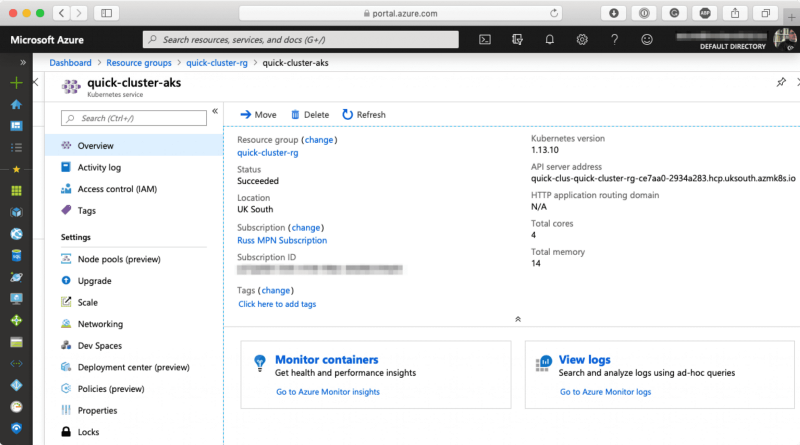 portal.azure.com
Microsoft Azure
Search resources, services, and docs (G+/)
DEFAULT DIRECTORY
Dashboard > Resource groups > quick-cluster-rg > quick-cluster-aks
quick-cluster-aks
Kubernetes service
Search (Ctrl+/)
Overview
Activity log
Access control (IAM)
Tags
Settings
Node pools (preview)
Upgrade
Scale
Networking
Dev Spaces
Deployment center (preview)
Policies (preview)
Properties
Locks
Move
Delete
Refresh
Resource group (change)
quick-cluster-rg
Status
Succeeded
Location
UK South
Subscription (change)
Russ MPN Subscription
Subscription ID
Tags (change)
Click here to add tags
Kubernetes version
1.13.10
API server address
quick-clus-quick-cluster-rg-ce7aa0-2934a283.hcp.uksouth.azmk8s.io
HTTP application routing domain
N/A
Total cores
4
Total memory
14
Monitor containers
Get health and performance insights
Go to Azure Monitor insights
View logs
Search and analyze logs using ad-hoc queries
Go to Azure Monitor logs